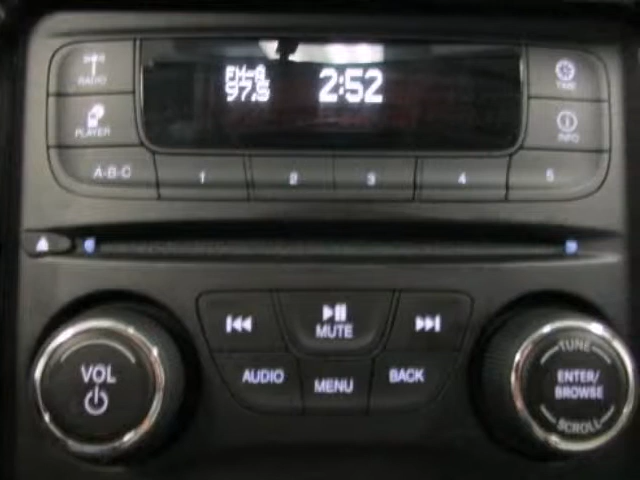 RADIO
FM-A
97.5
2:52
TIME
PLAYER
INFO
A-B-C
1
2
3
4
5
MUTE
VOL
AUDIO
MENU
BACK
TUNE
ENTER/
BROWSE
SCROLL